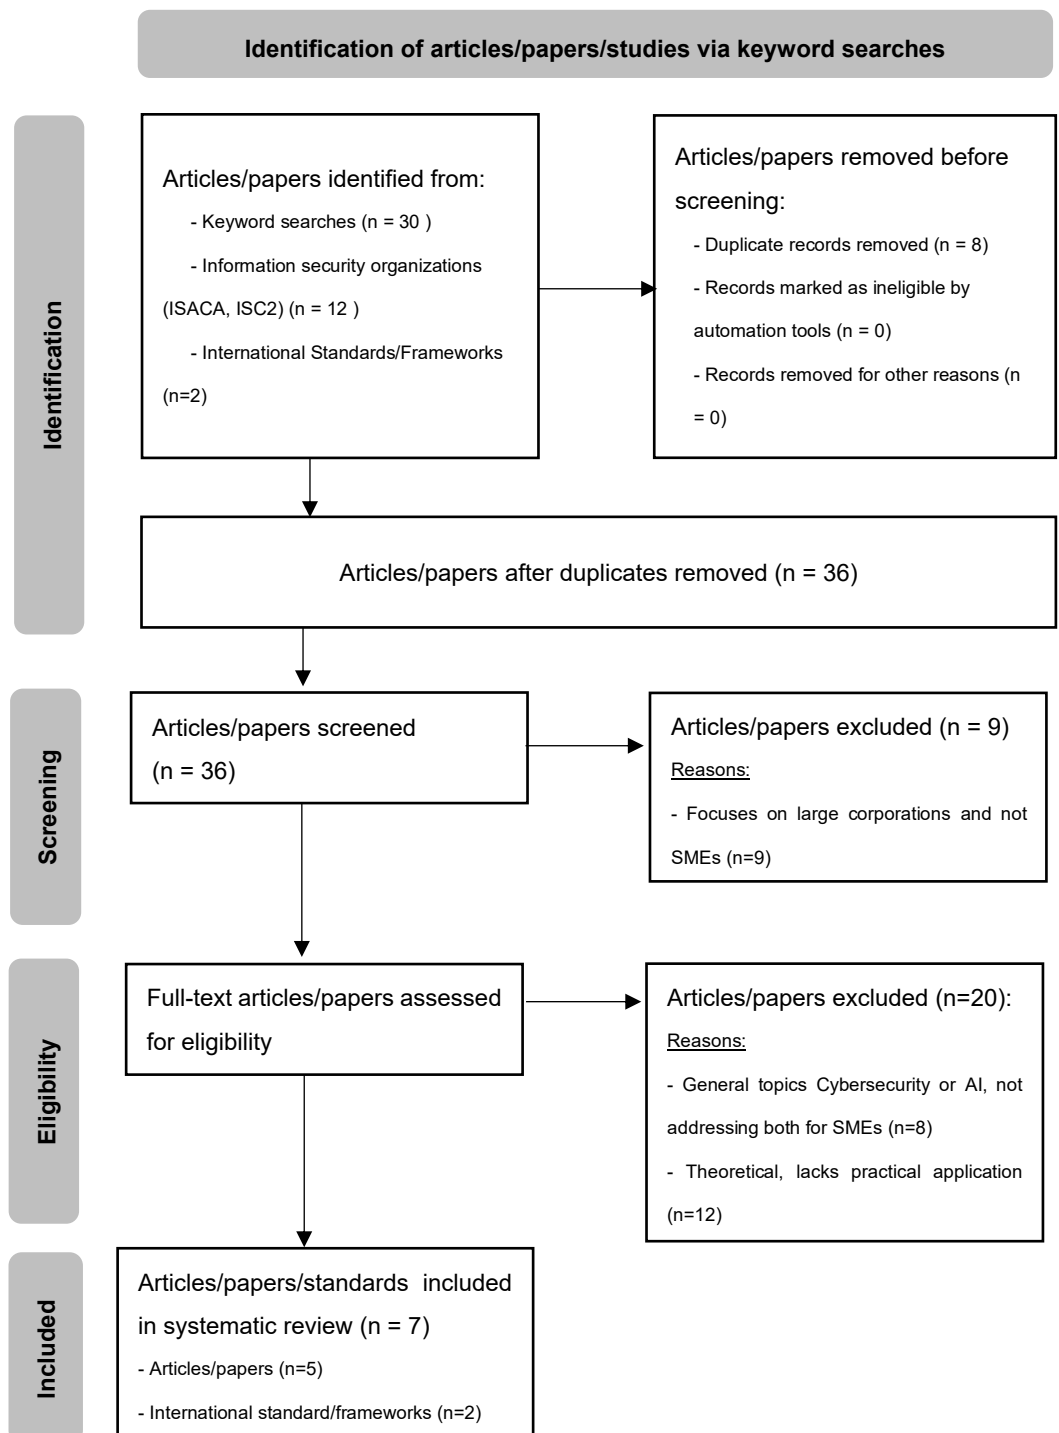 Identification of articles/papers/studies via keyword searches
Identification
Articles/papers identified from:
- Keyword searches (n = 30 )
- Information security organizations
(ISACA, ISC2) (n = 12 )
- International Standards/Frameworks
(n=2)
Articles/papers removed before
screening:
- Duplicate records removed (n = 8)
- Records marked as ineligible by
automation tools (n = 0)
- Records removed for other reasons (n
= 0)
Articles/papers after duplicates removed (n = 36)
Screening
Articles/papers screened
(n = 36)
Articles/papers excluded (n = 9)
Reasons:
- Focuses on large corporations and not
SMEs (n=9)
Eligibility
Full-text articles/papers assessed
for eligibility
Articles/papers excluded (n=20):
Reasons:
- General topics Cybersecurity or AI, not
addressing both for SMEs (n=8)
- Theoretical, lacks practical application
(n=12)
Included
Articles/papers/standards included
in systematic review (n = 7)
- Articles/papers (n=5)
- International standard/frameworks (n=2)